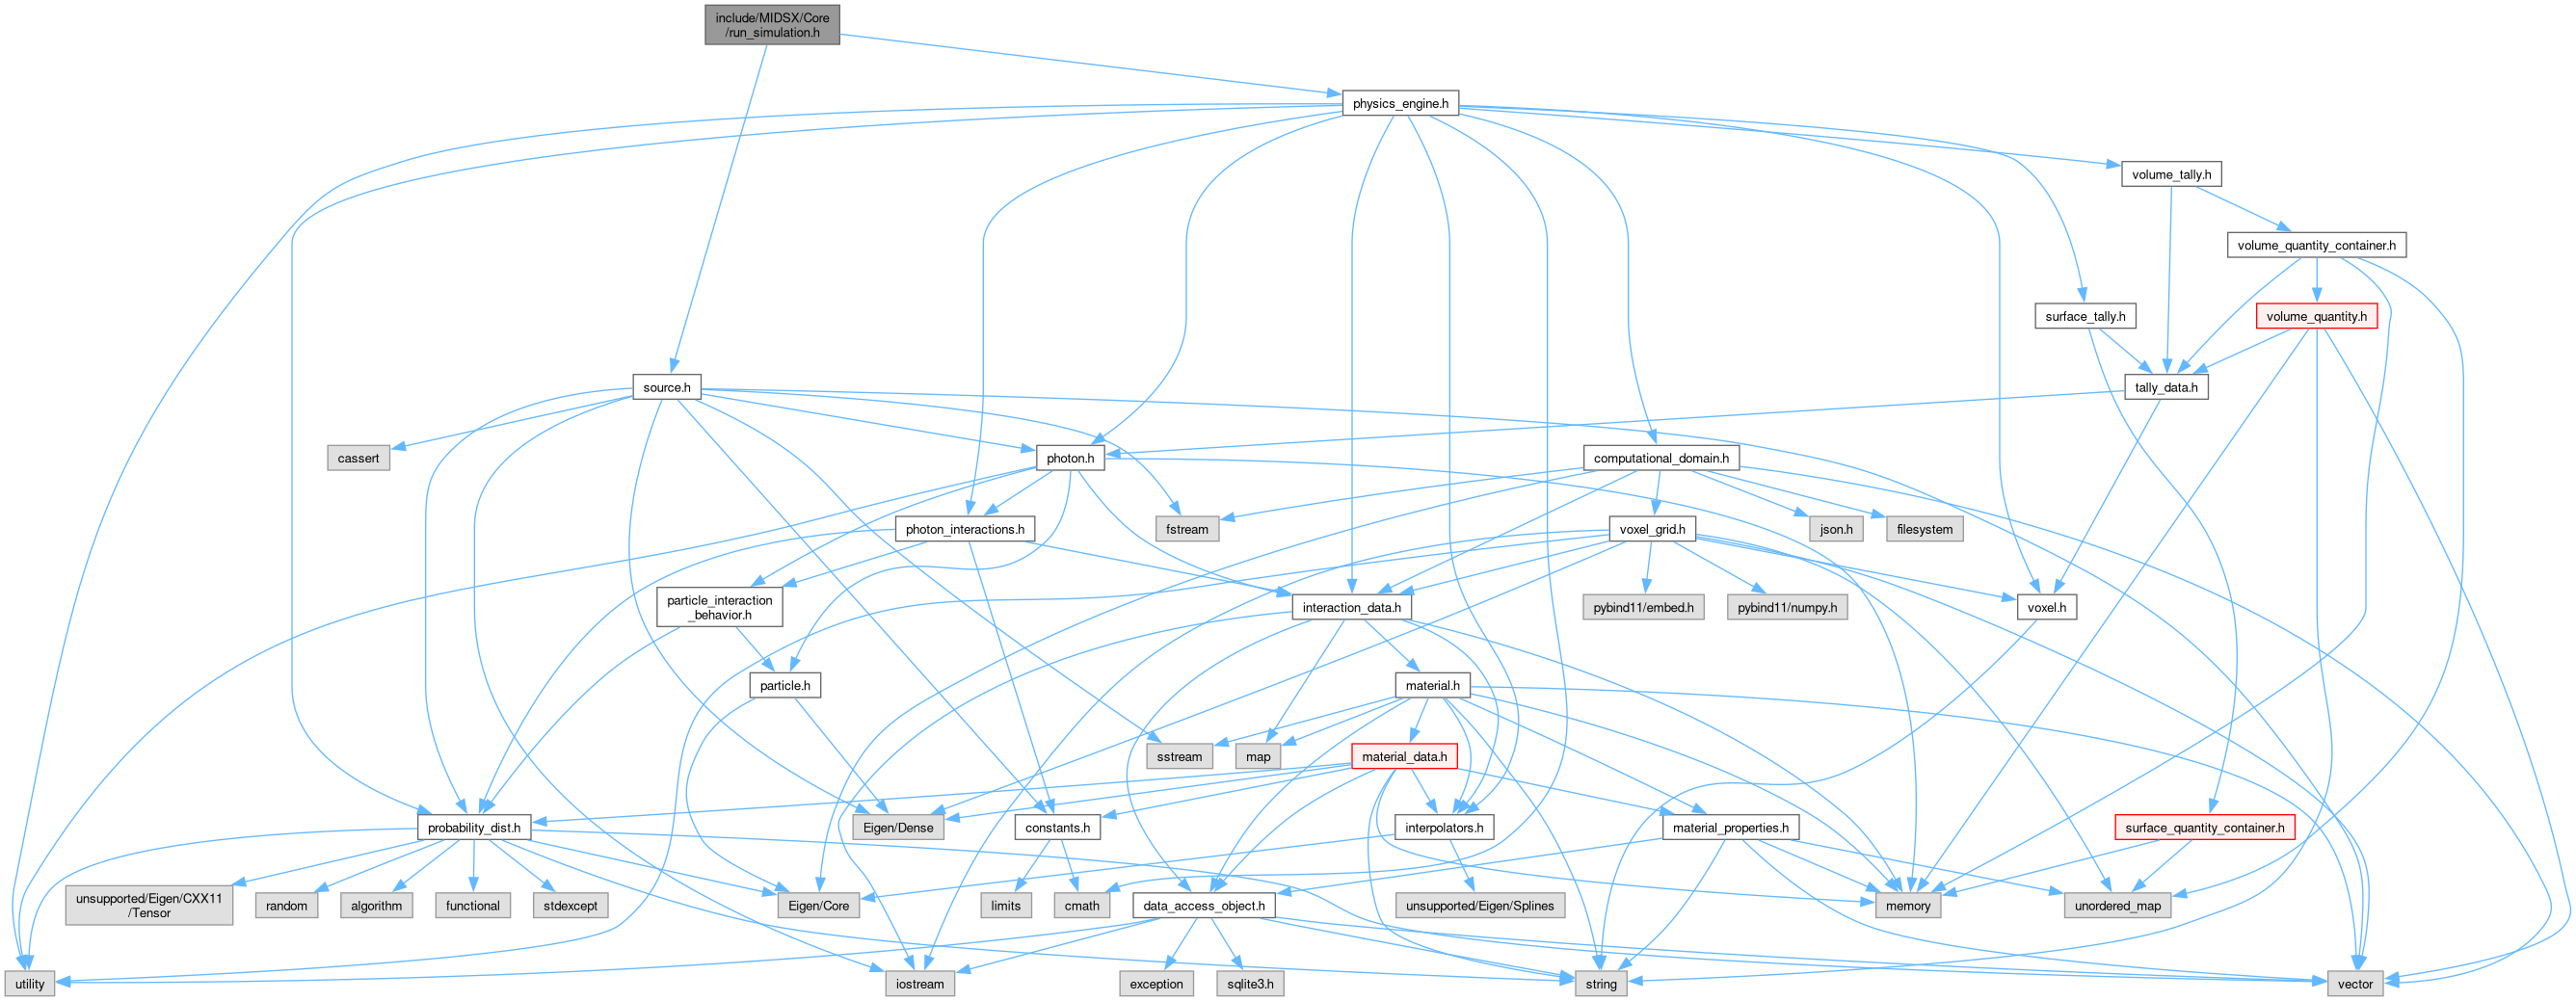 include/MIDSX/Core
/run_simulation.h
physics_engine.h
volume_tally.h
volume_quantity_container.h
surface_tally.h
volume_quantity.h
source.h
tally_data.h
cassert
photon.h
computational_domain.h
photon_interactions.h
fstream
voxel_grid.h
json.h
filesystem
particle_interaction
_behavior.h
interaction_data.h
pybind11/embed.h
pybind11/numpy.h
voxel.h
particle.h
material.h
sstream
map
material_data.h
probability_dist.h
Eigen/Dense
constants.h
interpolators.h
material_properties.h
surface_quantity_container.h
unsupported/Eigen/CXX11
/Tensor
random
algorithm
functional
stdexcept
Eigen/Core
limits
cmath
data_access_object.h
unsupported/Eigen/Splines
memory
unordered_map
utility
iostream
exception
sqlite3.h
string
vector